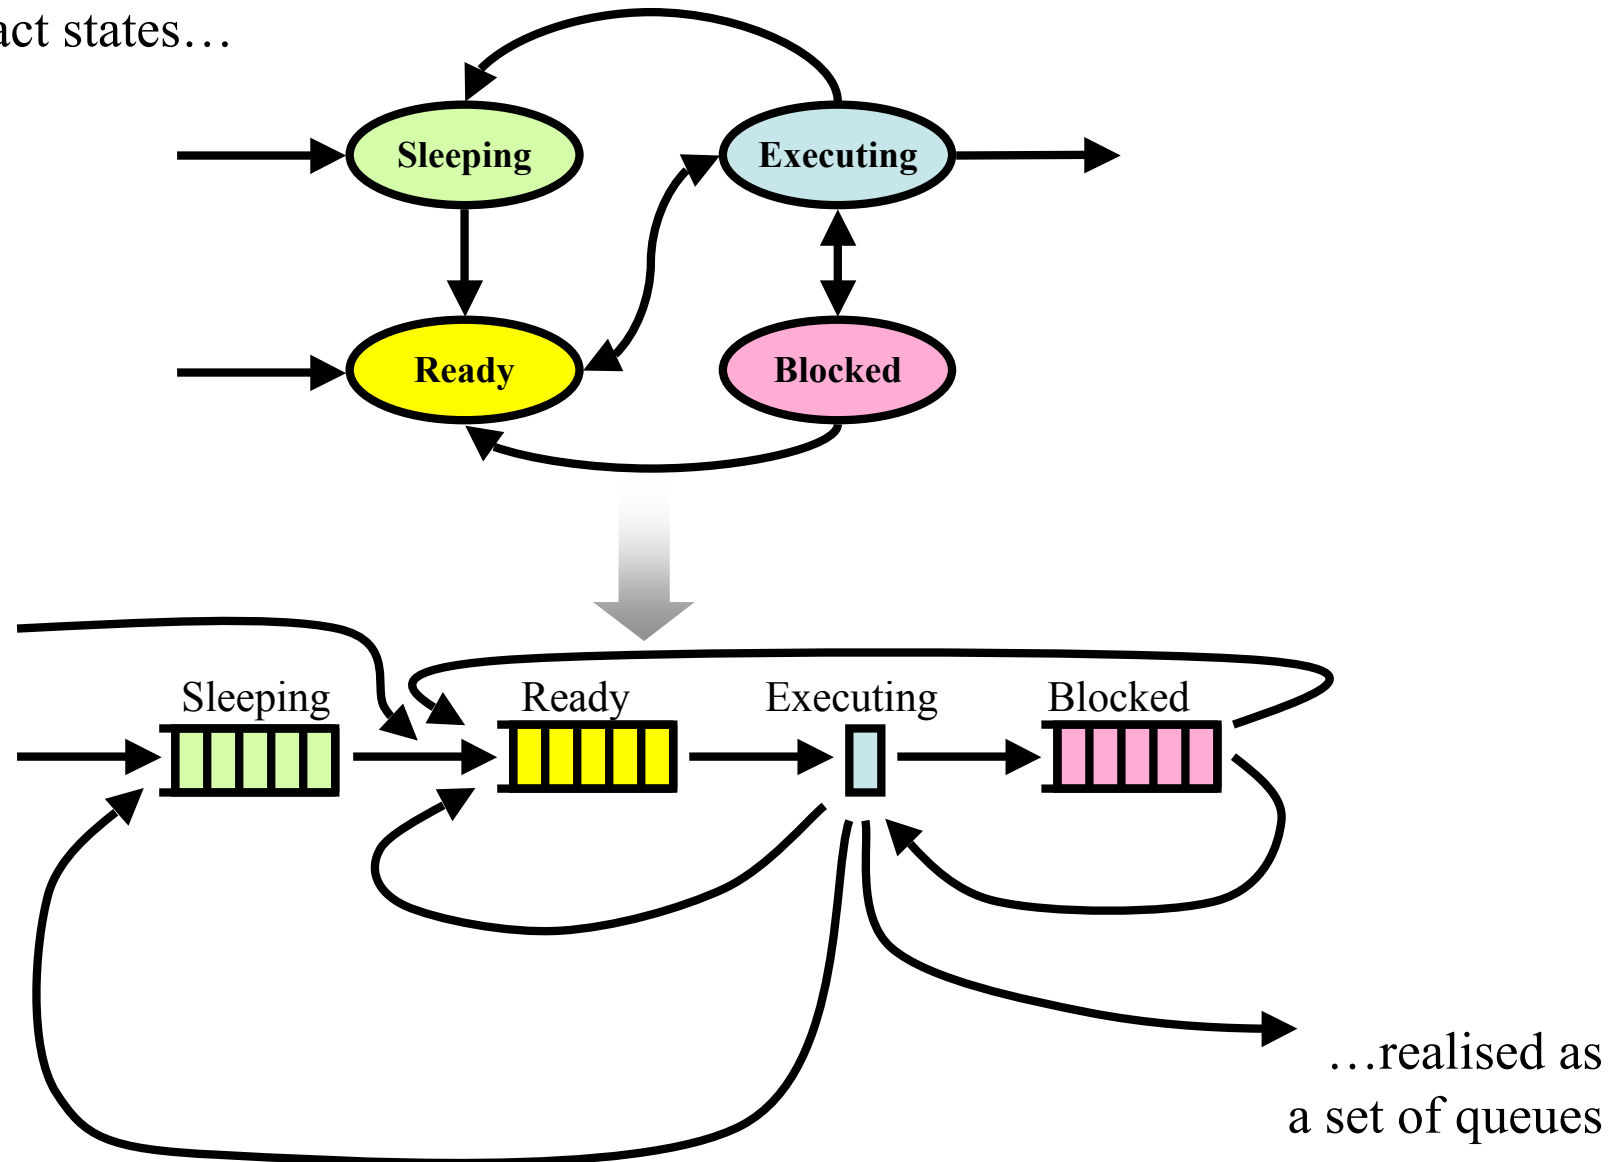 act states…
Sleeping
Executing
Ready
Blocked
Sleeping
Ready
Executing
Blocked
…realised as
a set of queues